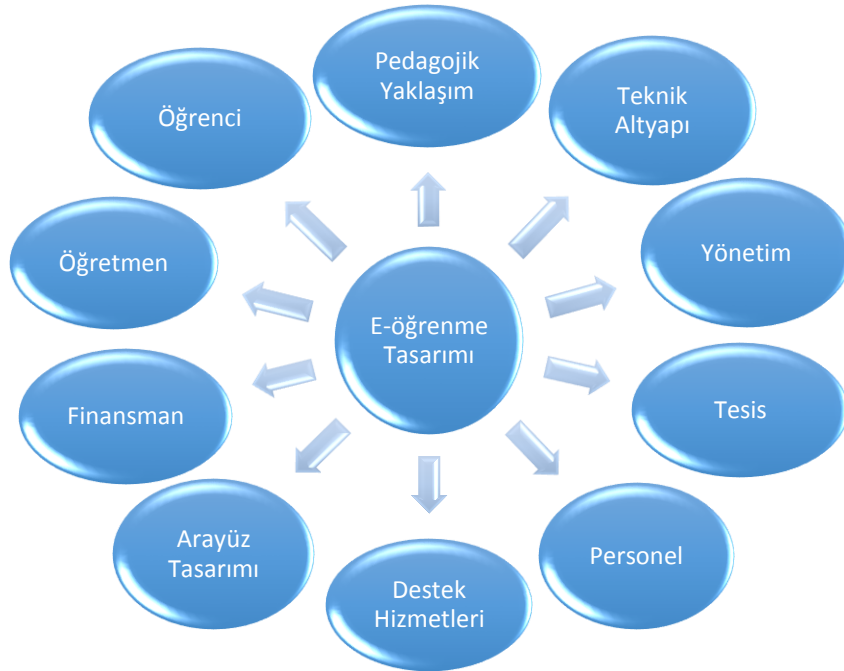 Pedagojik
Yaklaşım
Teknik
Altyapı
Yönetim
Tesis
Personel
Destek
Hizmetleri
Arayüz
Tasarımı
Finansman
Öğretmen
Öğrenci
E-öğrenme
Tasarımı